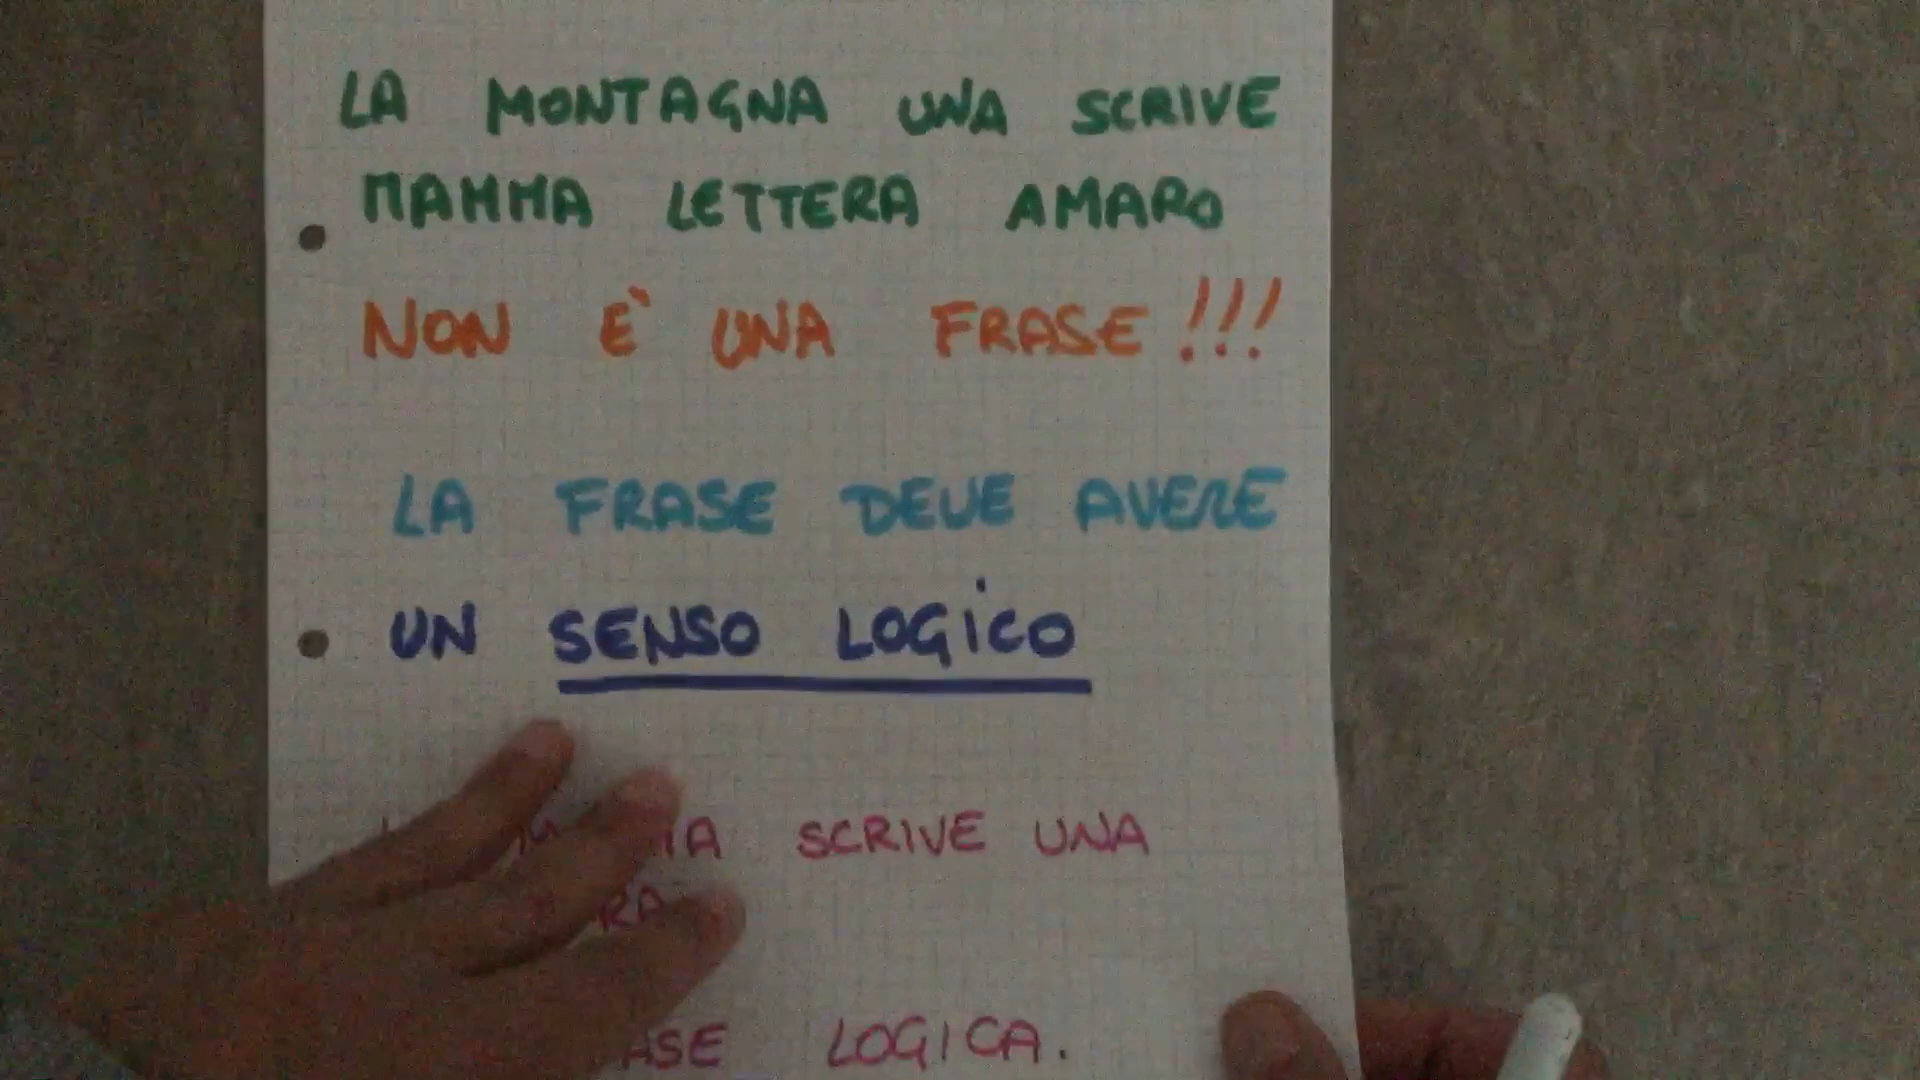 LA MONTAGNA UNA SCRIVE
MAMMA LETTERA AMARO
NON È UNA FRASE!!!
LA FRASE DEVE AVERE
UN SENSO LOGICO
SCRIVE UNA
LOGICA.